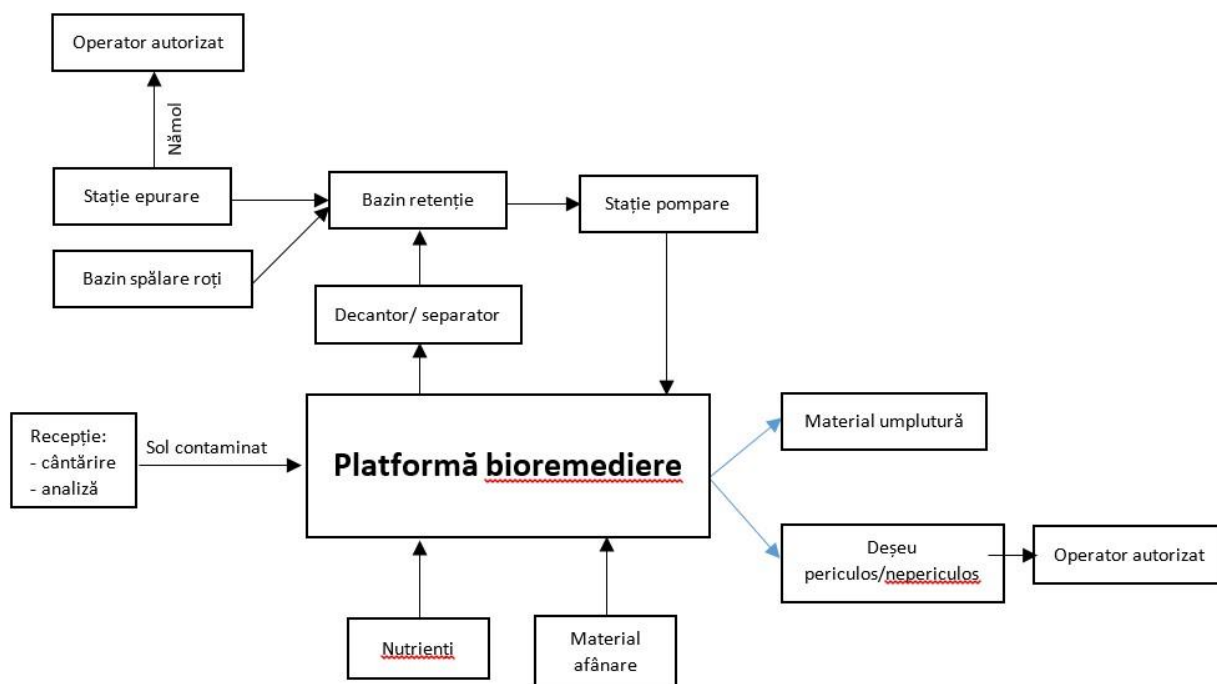 Operator autorizat
Nămol
Stație epurare
Bazin retenție
Stație pompare
Bazin spălare roți
Decantor/ separator
Recepție:
- cântărire
- analiză
Sol contaminat
Platformă bioremediere
Material umplutură
Deșeu
periculos/nepericulos
Operator autorizat
Nutrienti
Material
afânare